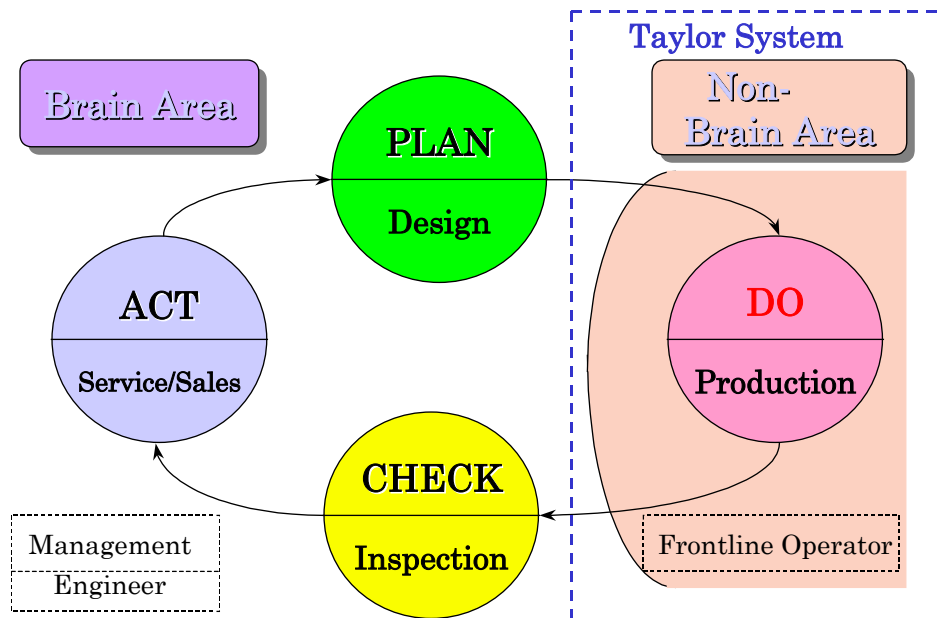 Taylor System
Brain Area
Non-
Brain Area
PLAN
Design
ACT
Service/Sales
DO
Production
CHECK
Inspection
Management
Engineer
Frontline Operator